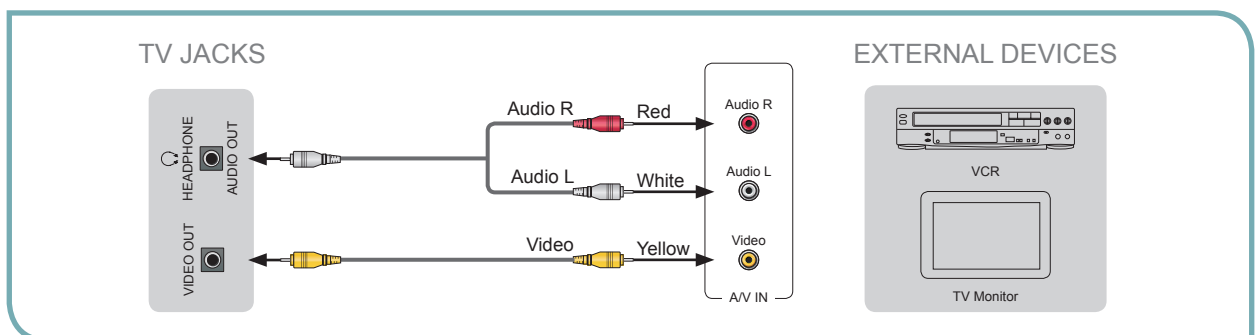 TV JACKS
EXTERNAL DEVICES
HEADPHONE
AUDIO OUT
VIDEO OUT
Audio R
Red
Audio L
White
Video
Yellow
Audio R
Audio L
Video
A/V IN
VCR
TV Monitor